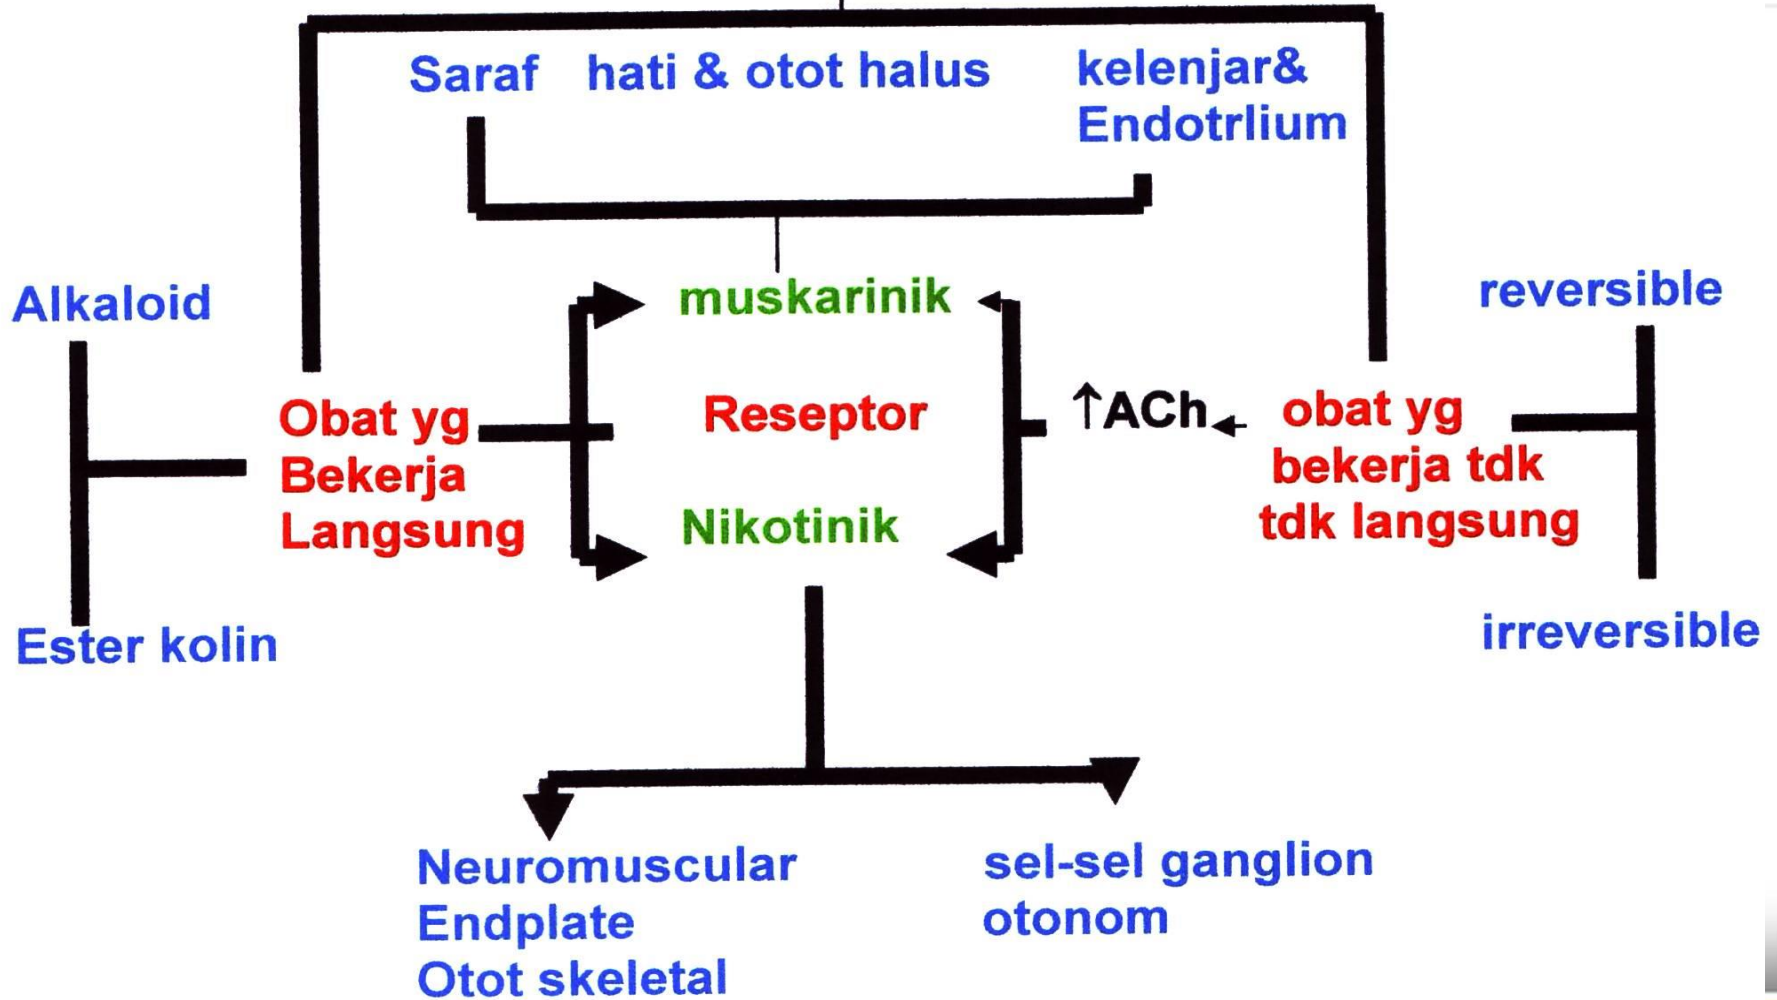 Saraf
hati & otot halus
kelenjar&
Endotrlium
muskarinik
Alkaloid
reversible
Obat yg
Bekerja
Langsung
Reseptor
↑ACh
obat yg
bekerja tdk
tdk langsung
Nikotinik
Ester kolin
irreversible
Neuromuscular
Endplate
Otot skeletal
sel-sel ganglion
otonom